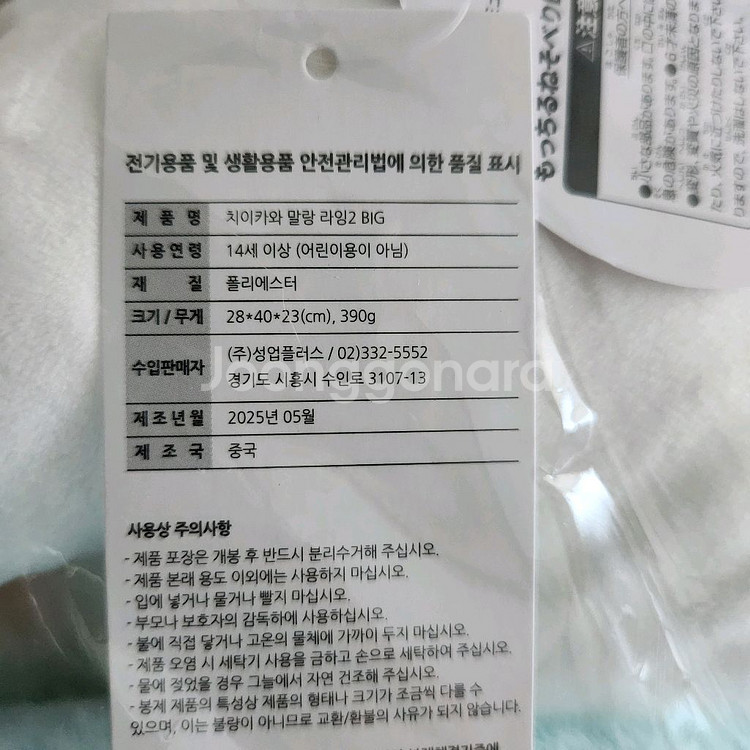 전기용품 및 생활용품 안전관리법에 의한 품질 표시
제 품 명 치이카와 말랑 라잉2 BIG
사용연령 14세 이상 (어린이용이 아님)
재 질 폴리에스터
크기 / 무게 28*40*23(cm), 390g
수입판매자 (주)성업플러스 / 02)332-5552
경기도 시흥시 수인로 3107-13
제조년월 2025년 05월
제 조 국 중국
사용상 주의사항
- 제품 포장은 개봉 후 반드시 분리수거해 주십시오.
- 제품 본래 용도 이외에는 사용하지 마십시오.
- 입에 넣거나 물거나 빨지 마십시오.
- 부모나 보호자의 감독하에 사용하십시오.
- 불에 직접 닿거나 고온의 물체에 가까이 두지 마십시오.
- 제품 오염 시 세탁기 사용을 금하고 손으로 세탁하여 주십시오.
- 물에 젖었을 경우 그늘에서 자연 건조해 주십시오.
- 봉제 제품의 특성상 제품의 형태나 크기가 조금씩 다를 수
있으며, 이는 불량이 아니므로 교환/환불의 사유가 되지 않습니다.
Joonggonara
もっちるねそべり
⚠注意